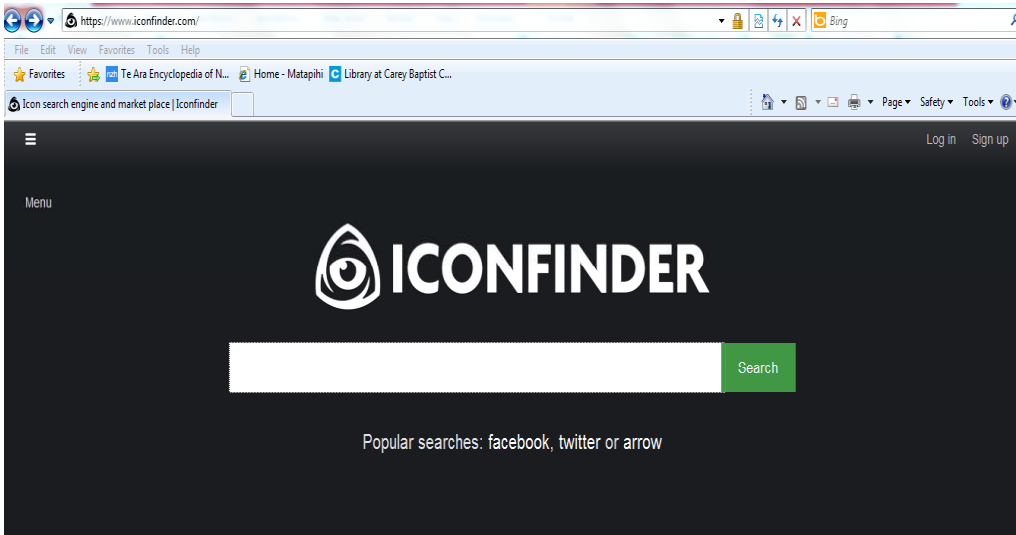 https://www.iconfinder.com/
Bing
File Edit View Favorites Tools Help
Favorites nzh Te Ara Encyclopedia of N... Home - Matapihi C Library at Carey Baptist C...
Icon search engine and market place | Iconfinder
Page Safety Tools
Log in Sign up
Menu
ICONFINDER
Search
Popular searches: facebook, twitter or arrow